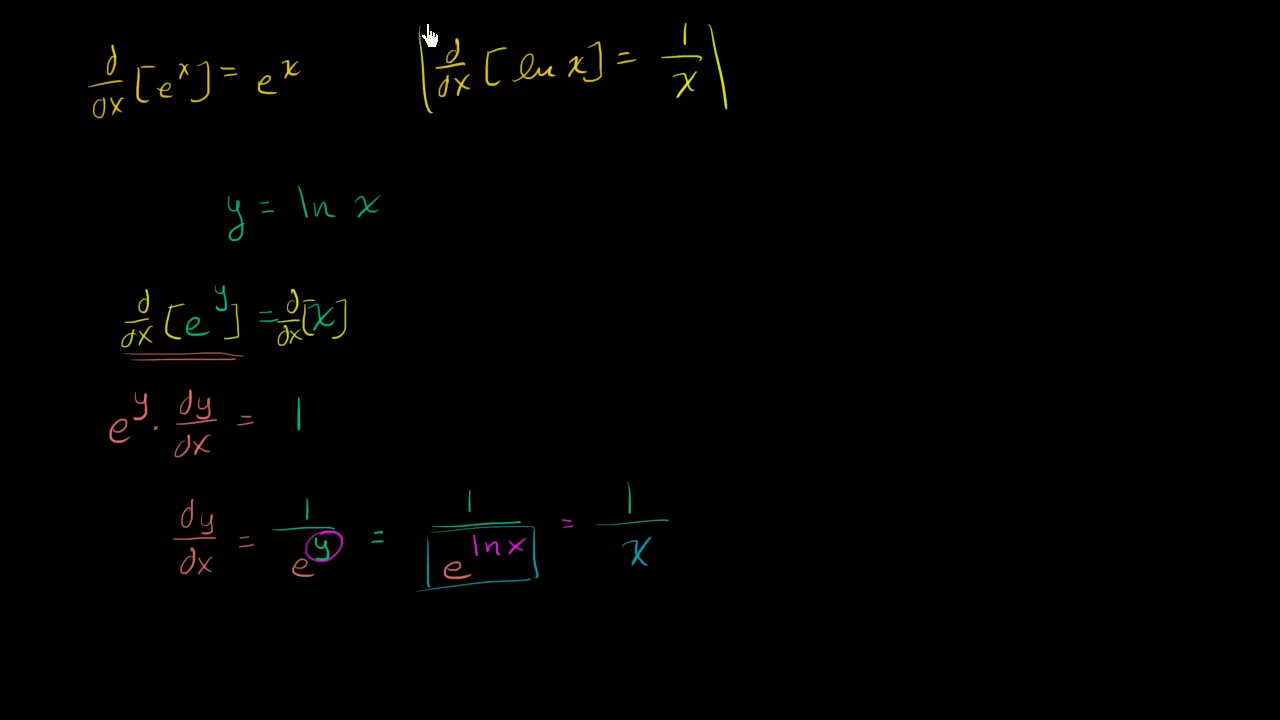 d/dx [e^x] = e^x    d/dx [ln x] = 1/x
y = ln x
d/dx [e^y] = d/dx [x]
e^y · dy/dx = 1
dy/dx = 1/e^y = 1/e^(ln x) = 1/x